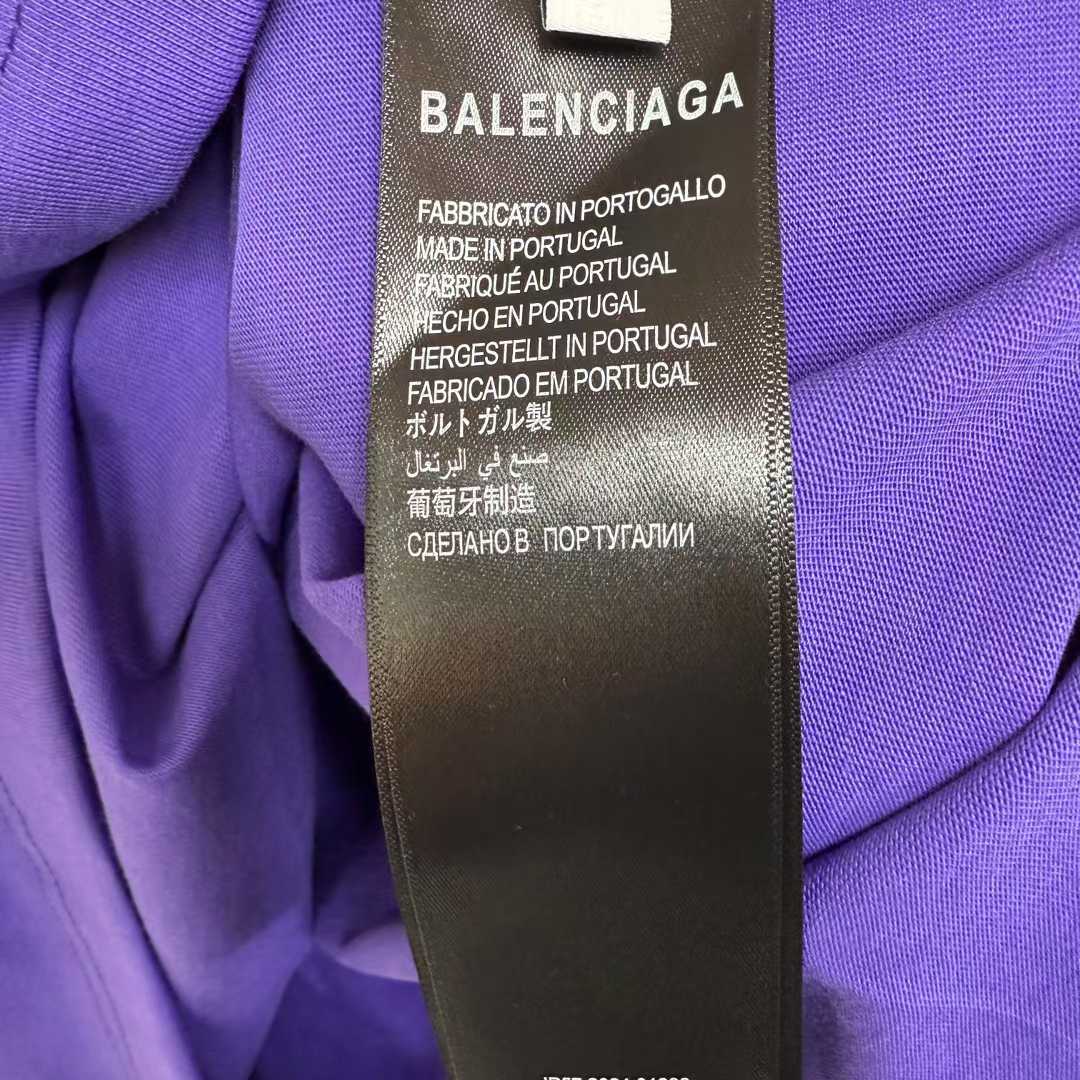 BALENCIAGA
FABBRICATO IN PORTOGALLO
MADE IN PORTUGAL
FABRIQUÉ AU PORTUGAL
HECHO EN PORTUGAL
HERGESTELLT IN PORTUGAL
FABRICADO EM PORTUGAL
ボルトガル製
صنع في البرتغال
葡萄牙制造
СДЕЛАНО В ПОРТУГАЛИИ